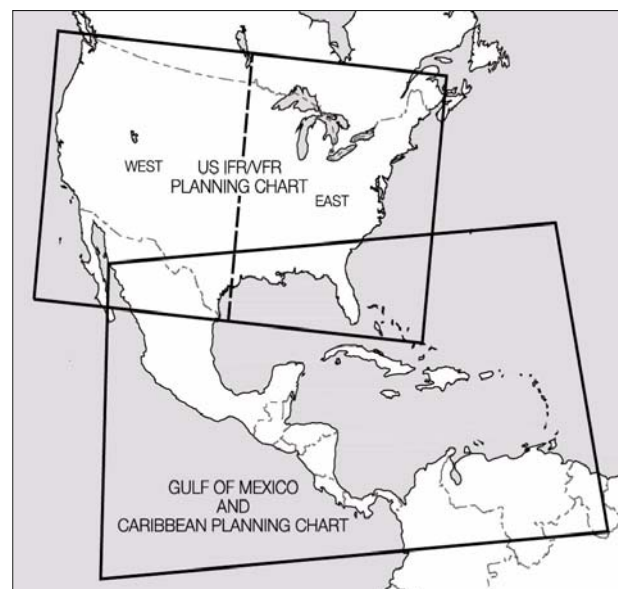 WEST
US IFR/VFR
PLANNING CHART
EAST
GULF OF MEXICO
AND
CARIBBEAN PLANNING CHART